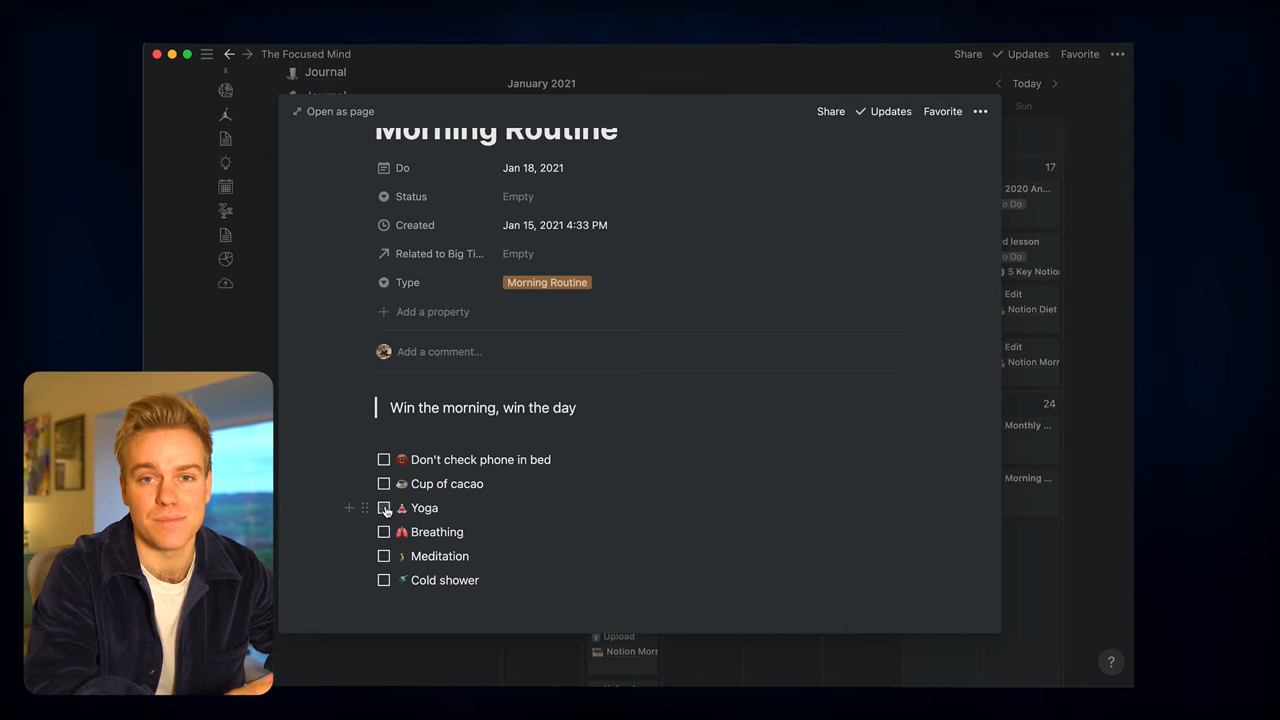 The Focused Mind
Share
Updates
Favorite
Journal
January 2021
Today
Sun
Open as page
Share
Updates
Favorite
Morning Routine
Do
Jan 18, 2021
Status
Empty
Created
Jan 15, 2021 4:33 PM
Related to Big Ti...
Empty
Type
Morning Routine
Add a property
Add a comment...
Win the morning, win the day
Don't check phone in bed
Cup of cacao
Yoga
Breathing
Meditation
Cold shower
17
2020 An...
o Do
d lesson
o Do
5 Key Notion
Edit
Notion Diet
Edit
Notion Morr
24
Monthly ...
Morning ...
Upload
Notion Morr
?